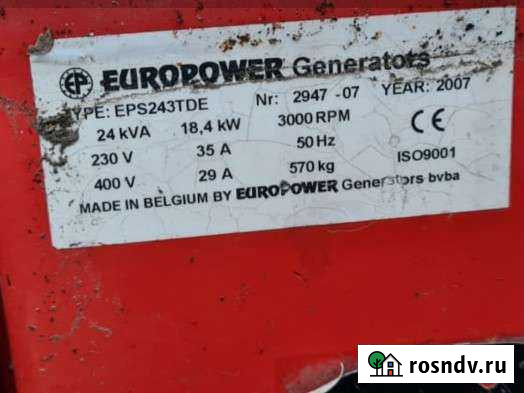 EP EUROPOWER Generators
YPE: EPS243TDE Nr: 2947 -07 YEAR: 2007
24 kVA 18,4 kW 3000 RPM CE
230 V 35 A 50 Hz
400 V 29 A 570 kg ISO9001
MADE IN BELGIUM BY EUROPOWER Generators bvba
rosndv.ru